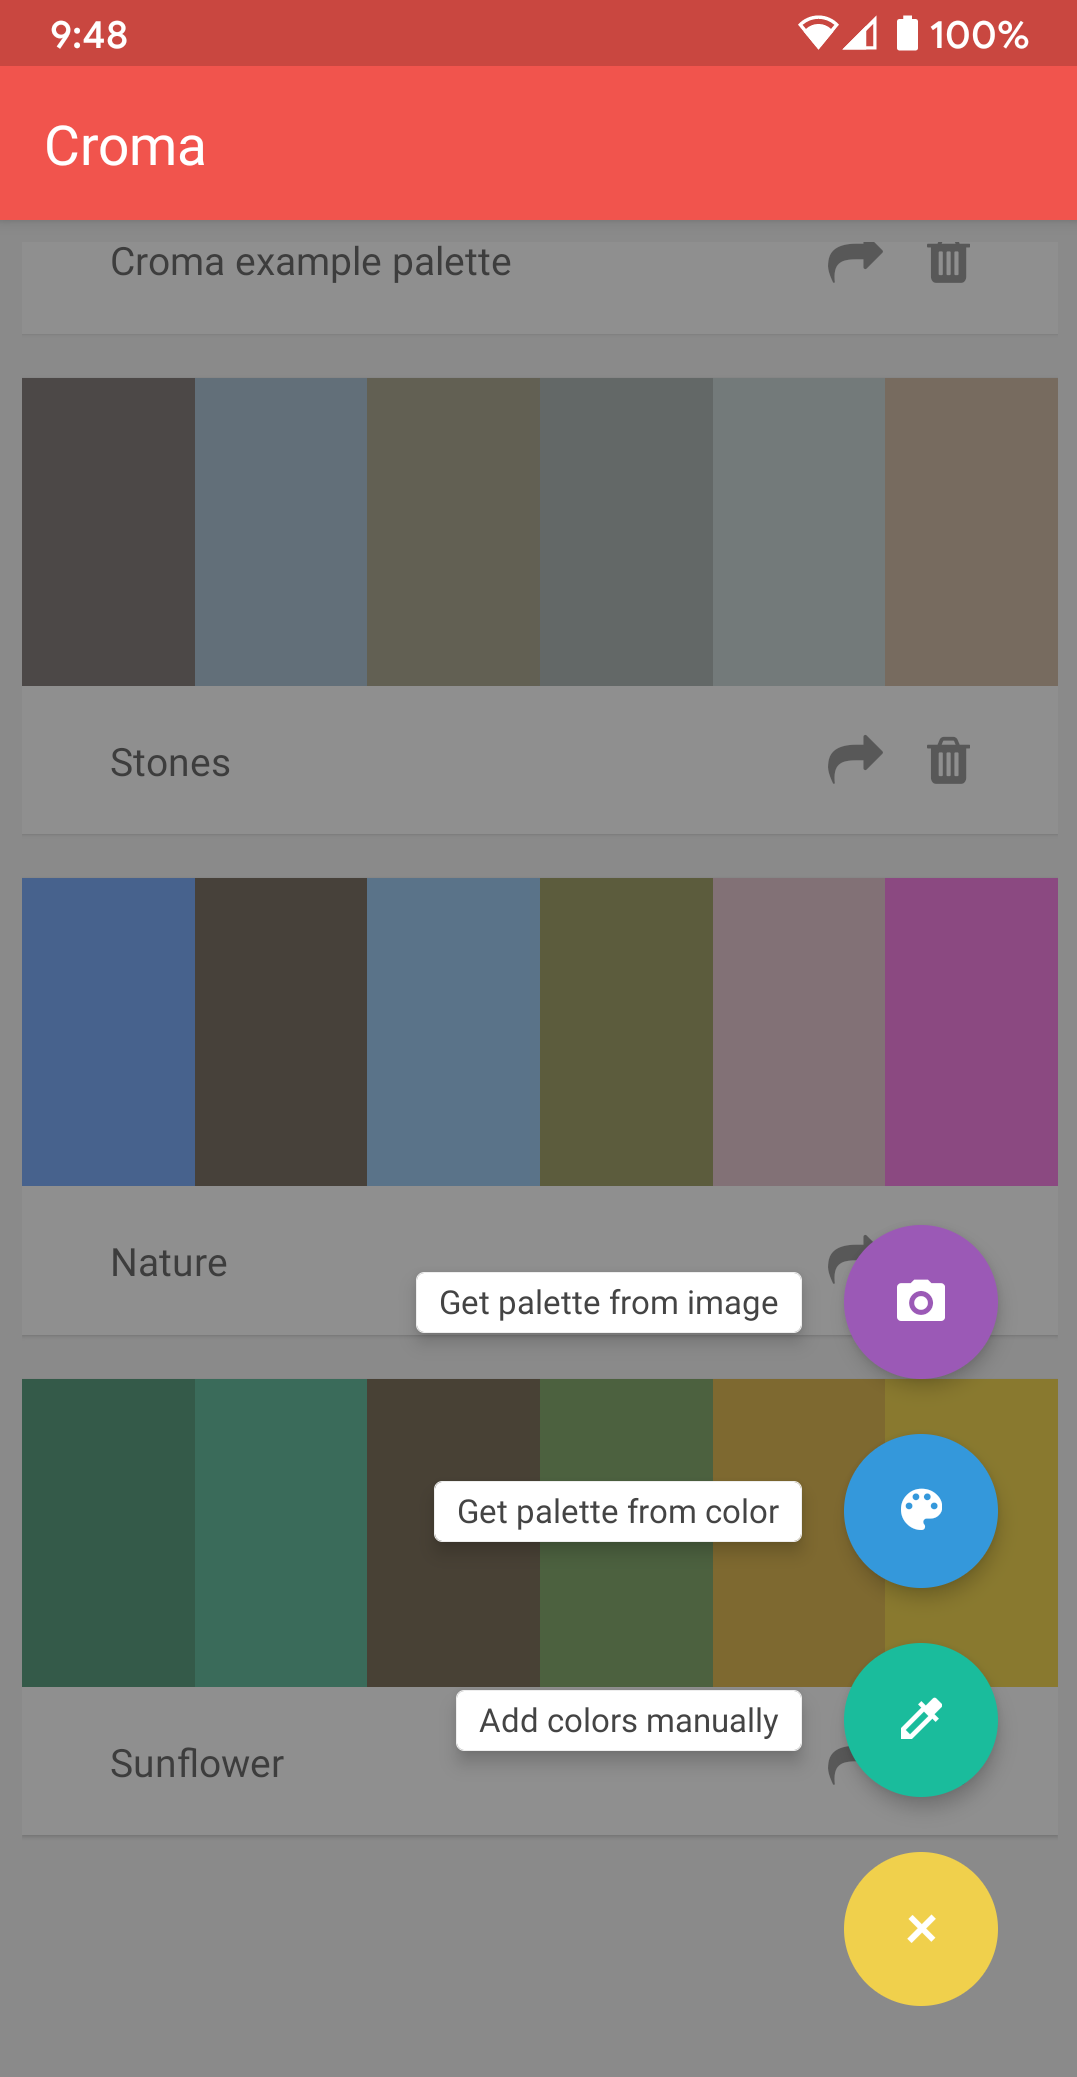 9:48 100%
Croma
Croma example palette
Stones
Nature
Get palette from image
Get palette from color
Add colors manually
Sunflower